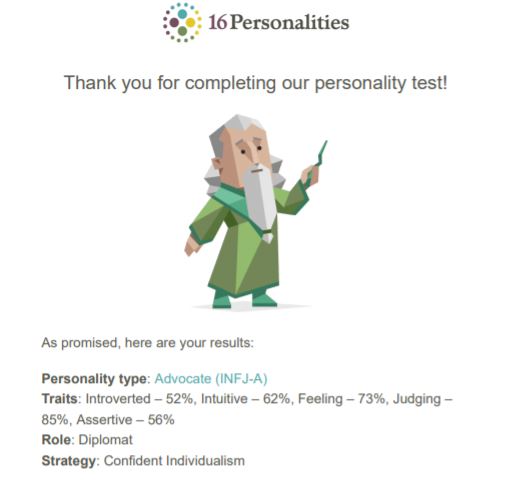 16Personalities
Thank you for completing our personality test!
As promised, here are your results:
Personality type: Advocate (INFJ-A)
Traits: Introverted – 52%, Intuitive – 62%, Feeling – 73%, Judging –
85%, Assertive – 56%
Role: Diplomat
Strategy: Confident Individualism